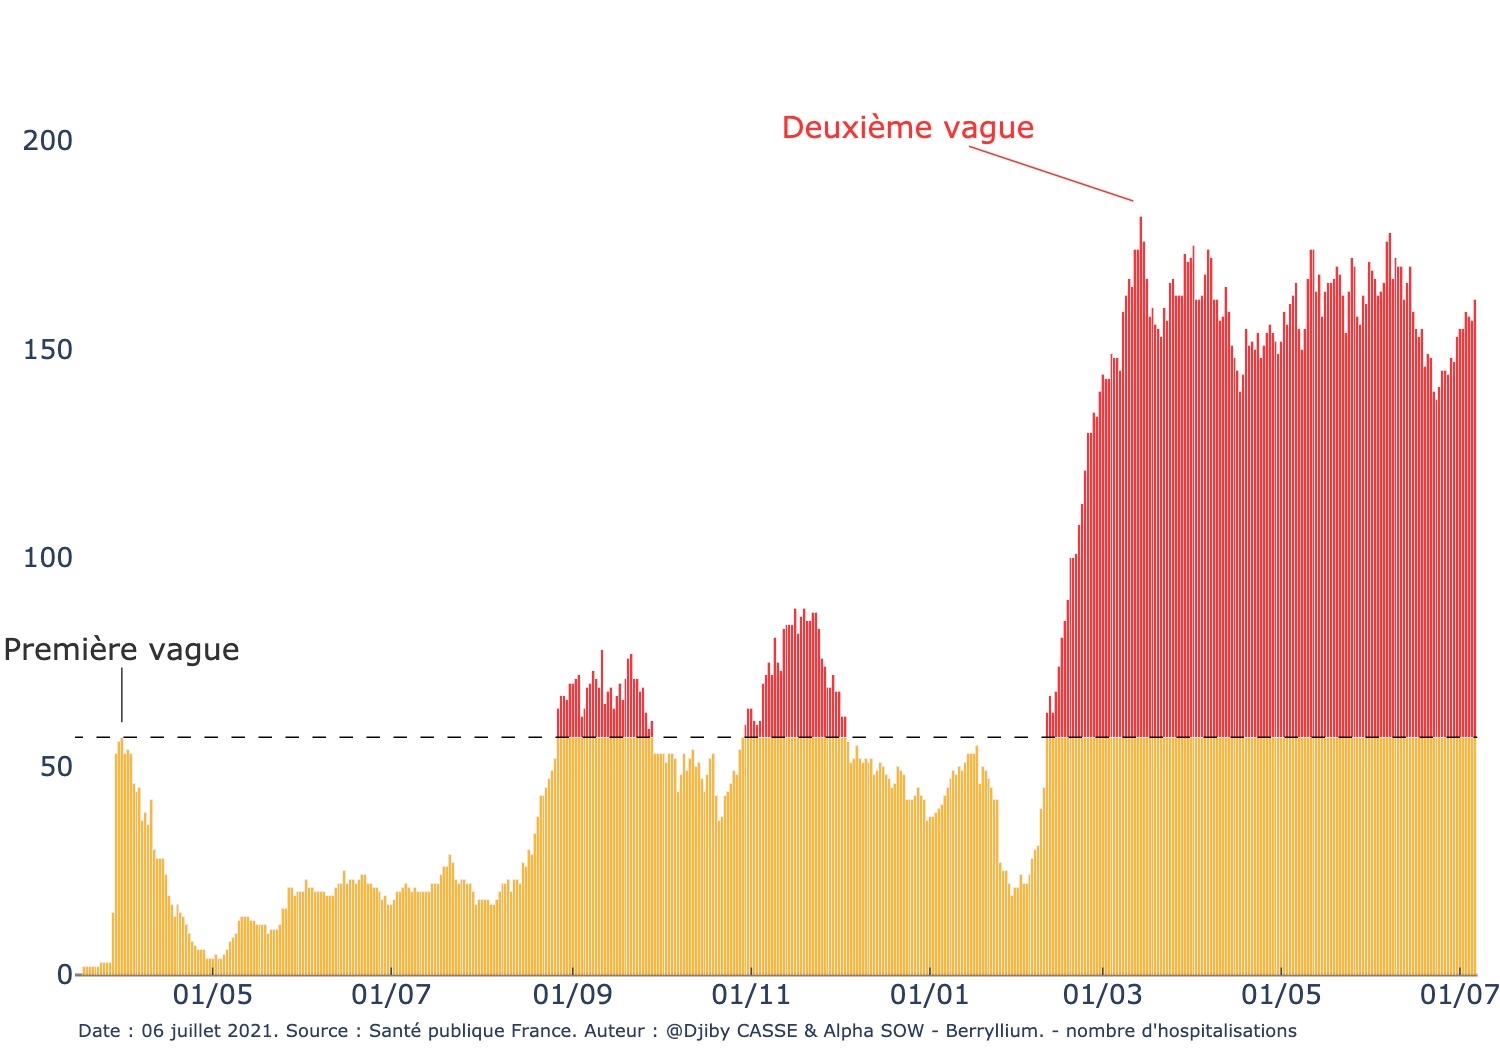 Deuxième vague
200
150
100
Première vague
50
0
01/05 01/07 01/09 01/11 01/01 01/03 01/05 01/07
Date : 06 juillet 2021. Source : Santé publique France. Auteur : @Djiby CASSE & Alpha SOW - Berryllium. - nombre d'hospitalisations